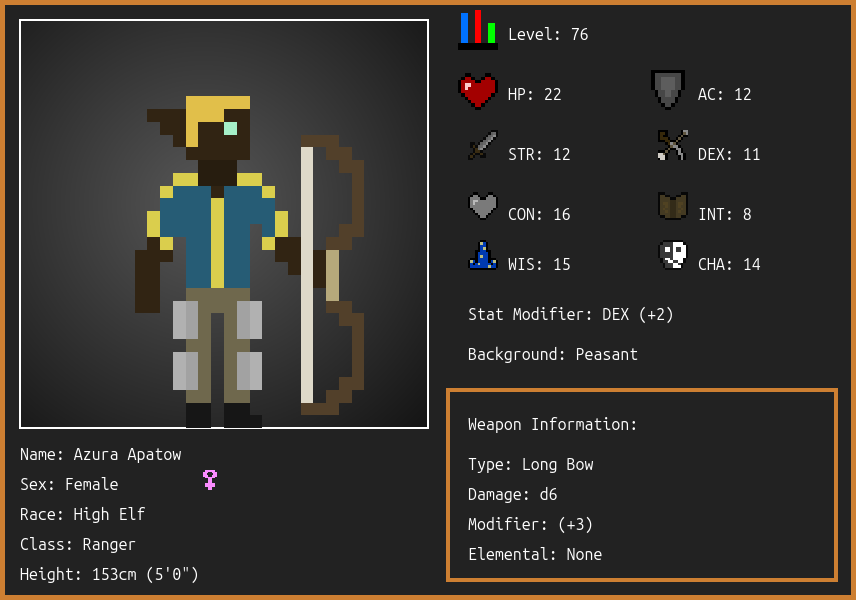 Level: 76
HP: 22
AC: 12
STR: 12
DEX: 11
CON: 16
INT: 8
WIS: 15
CHA: 14
Stat Modifier: DEX (+2)
Background: Peasant
Weapon Information:
Type: Long Bow
Damage: d6
Modifier: (+3)
Elemental: None
Name: Azura Apatow
Sex: Female
Race: High Elf
Class: Ranger
Height: 153cm (5'0")